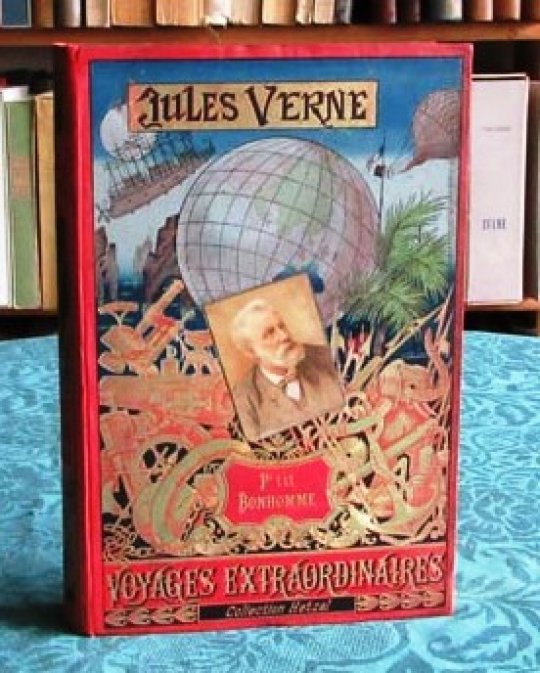 JULES VERNE
P'TIT
BONHOMME
VOYAGES EXTRAORDINAIRES
Collection Hetzel